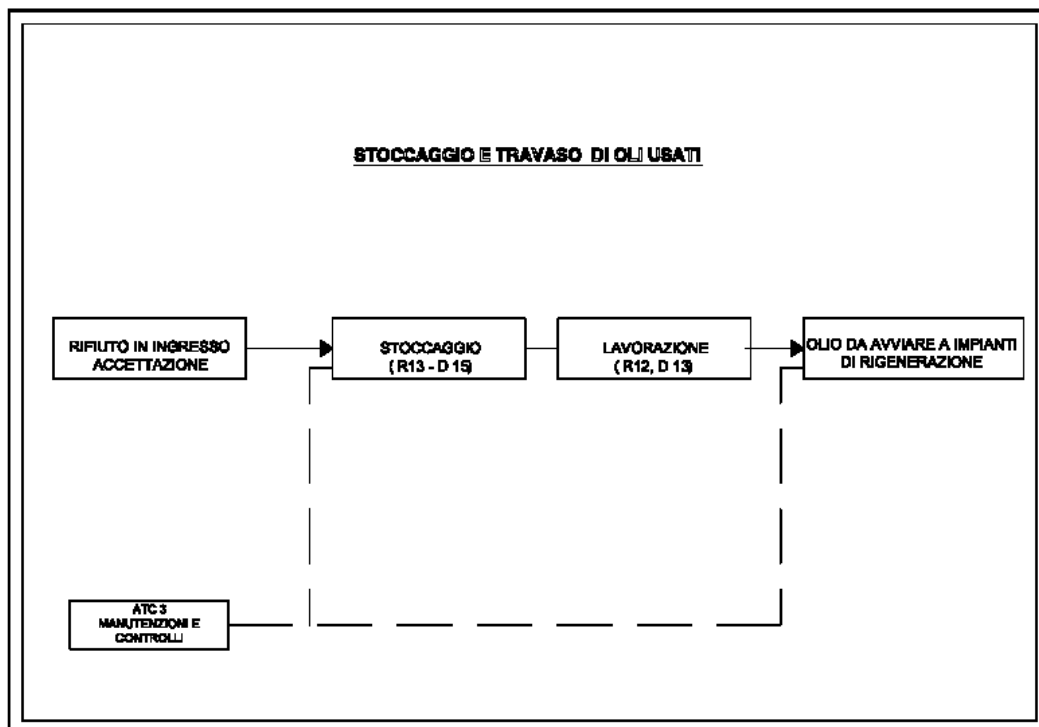 STOCCAGGIO E TRAVASO DI OLI USATI
RIFIUTO IN INGRESSO
ACCETTAZIONE
STOCCAGGIO
( R13 - D 15)
LAVORAZIONE
( R12, D 13)
OLIO DA AVVIARE A IMPIANTI
DI RIGENERAZIONE
ATC 3
MANUTENZIONI E
CONTROLLI